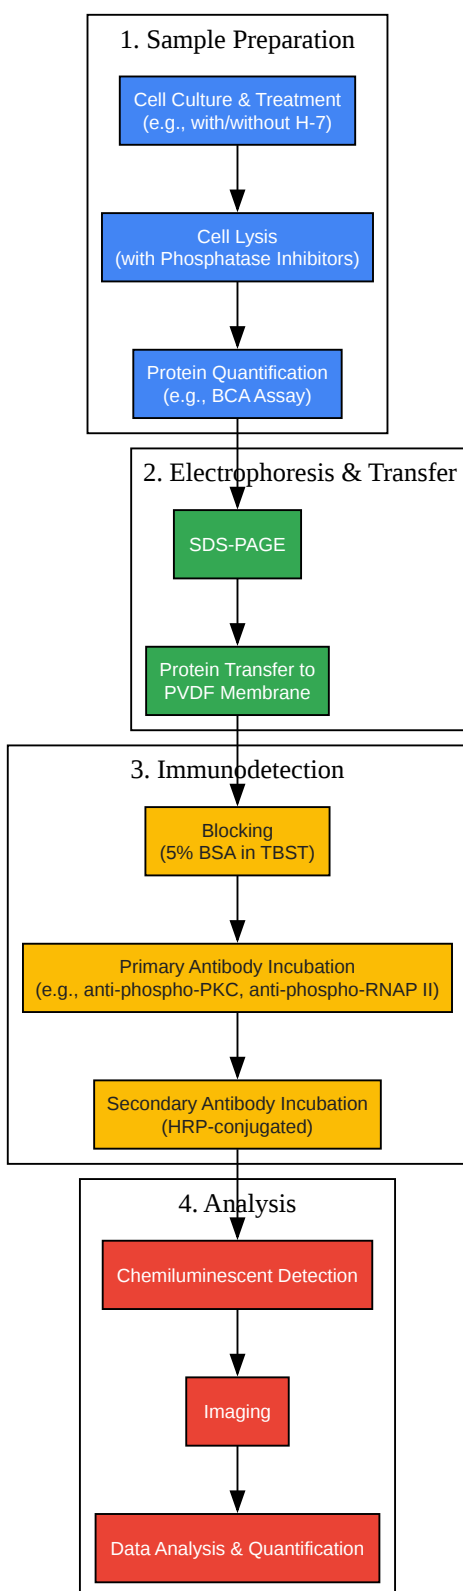 1. Sample Preparation
Cell Culture & Treatment
(e.g., with/without H-7)
Cell Lysis
(with Phosphatase Inhibitors)
Protein Quantification
(e.g., BCA Assay)
2. Electrophoresis & Transfer
SDS-PAGE
Protein Transfer to
PVDF Membrane
3. Immunodetection
Blocking
(5% BSA in TBST)
Primary Antibody Incubation
(e.g., anti-phospho-PKC, anti-phospho-RNAP II)
Secondary Antibody Incubation
(HRP-conjugated)
4. Analysis
Chemiluminescent Detection
Imaging
Data Analysis & Quantification